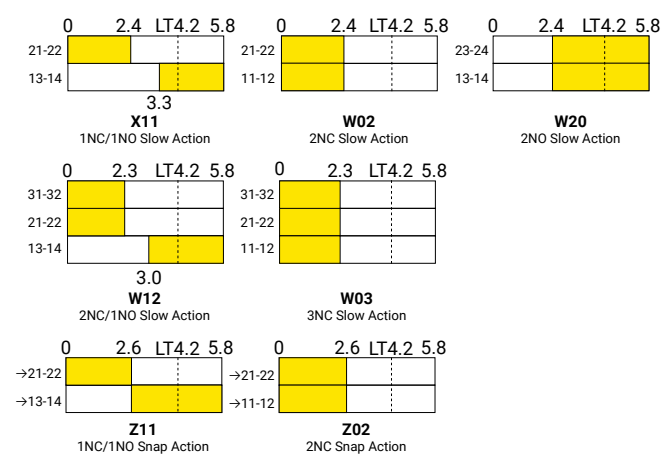 0 2.4 LT4.2 5.8
21-22
13-14
3.3
X11
1NC/1NO Slow Action
0 2.4 LT4.2 5.8
21-22
11-12
W02
2NC Slow Action
0 2.4 LT4.2 5.8
23-24
13-14
W20
2NO Slow Action
0 2.3 LT4.2 5.8
31-32
21-22
13-14
3.0
W12
2NC/1NO Slow Action
0 2.3 LT4.2 5.8
31-32
21-22
11-12
W03
3NC Slow Action
0 2.6 LT4.2 5.8
→21-22
→13-14
Z11
1NC/1NO Snap Action
0 2.6 LT4.2 5.8
→21-22
→11-12
Z02
2NC Snap Action